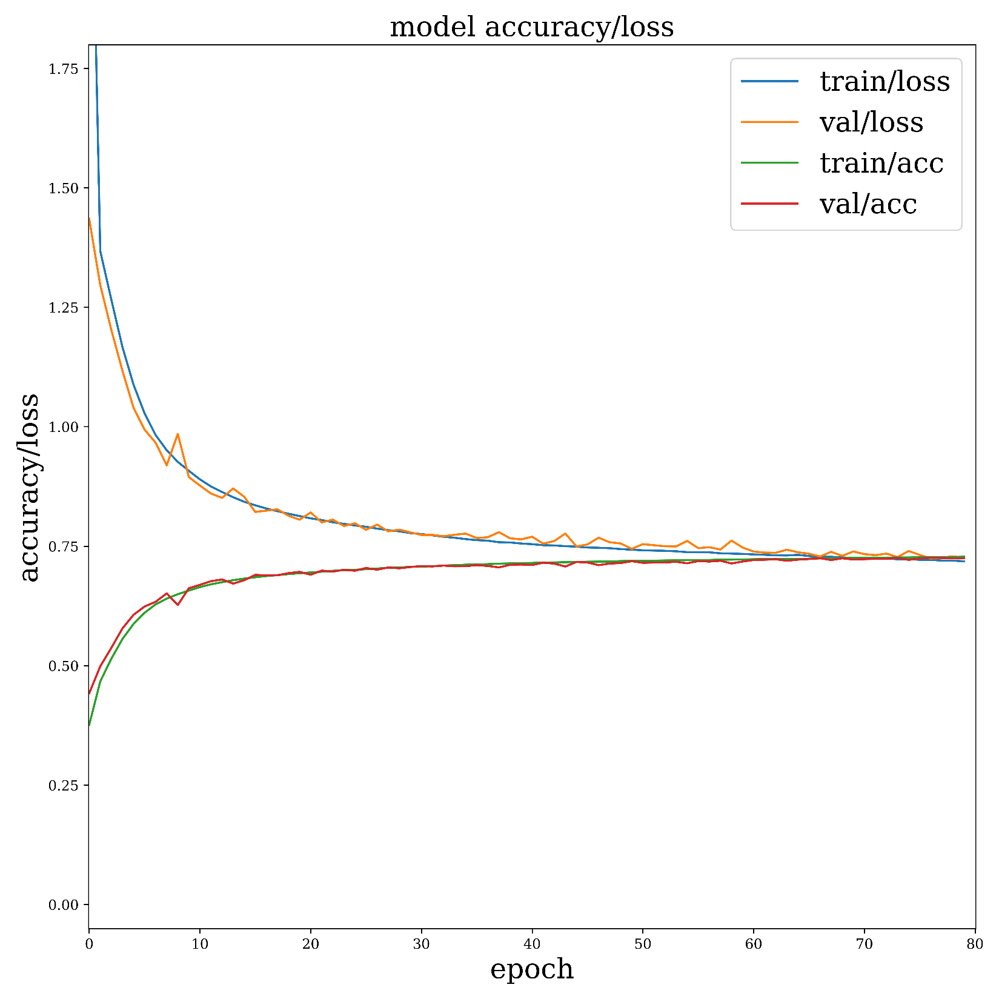 model accuracy/loss
train/loss
val/loss
train/acc
val/acc
accuracy/loss
1.75
1.50
1.25
1.00
0.75
0.50
0.25
0.00
0 10 20 30 40 50 60 70 80
epoch